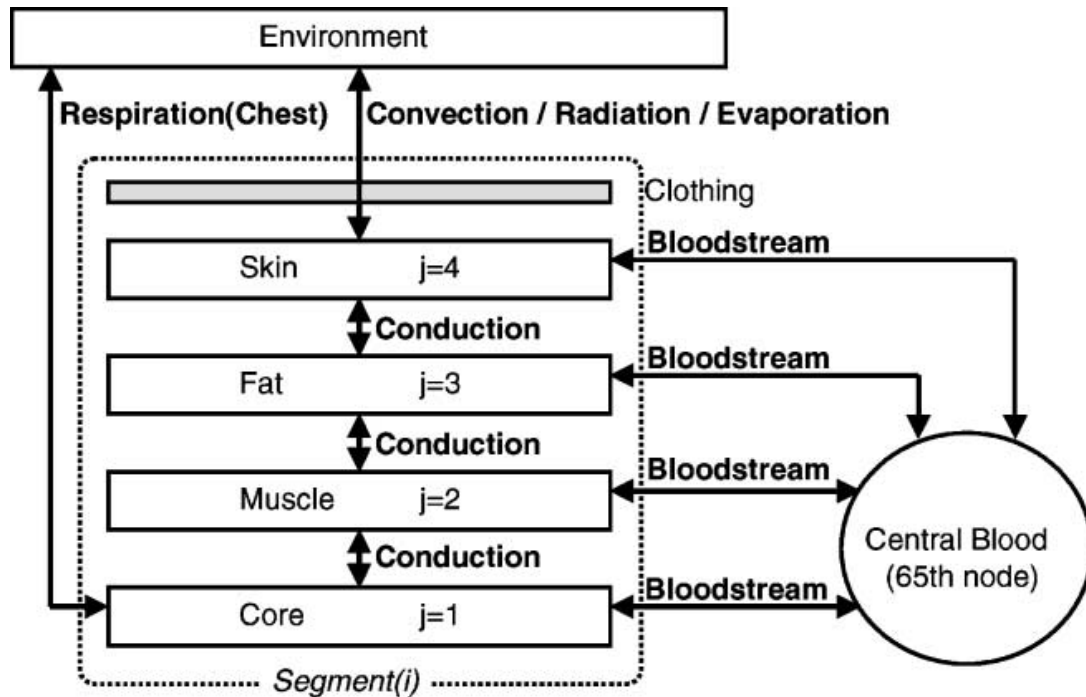 Environment
Respiration(Chest)
Convection / Radiation / Evaporation
Clothing
Bloodstream
Skin j=4
Conduction
Bloodstream
Fat j=3
Conduction
Bloodstream
Muscle j=2
Conduction
Central Blood
(65th node)
Bloodstream
Core j=1
Segment(i)